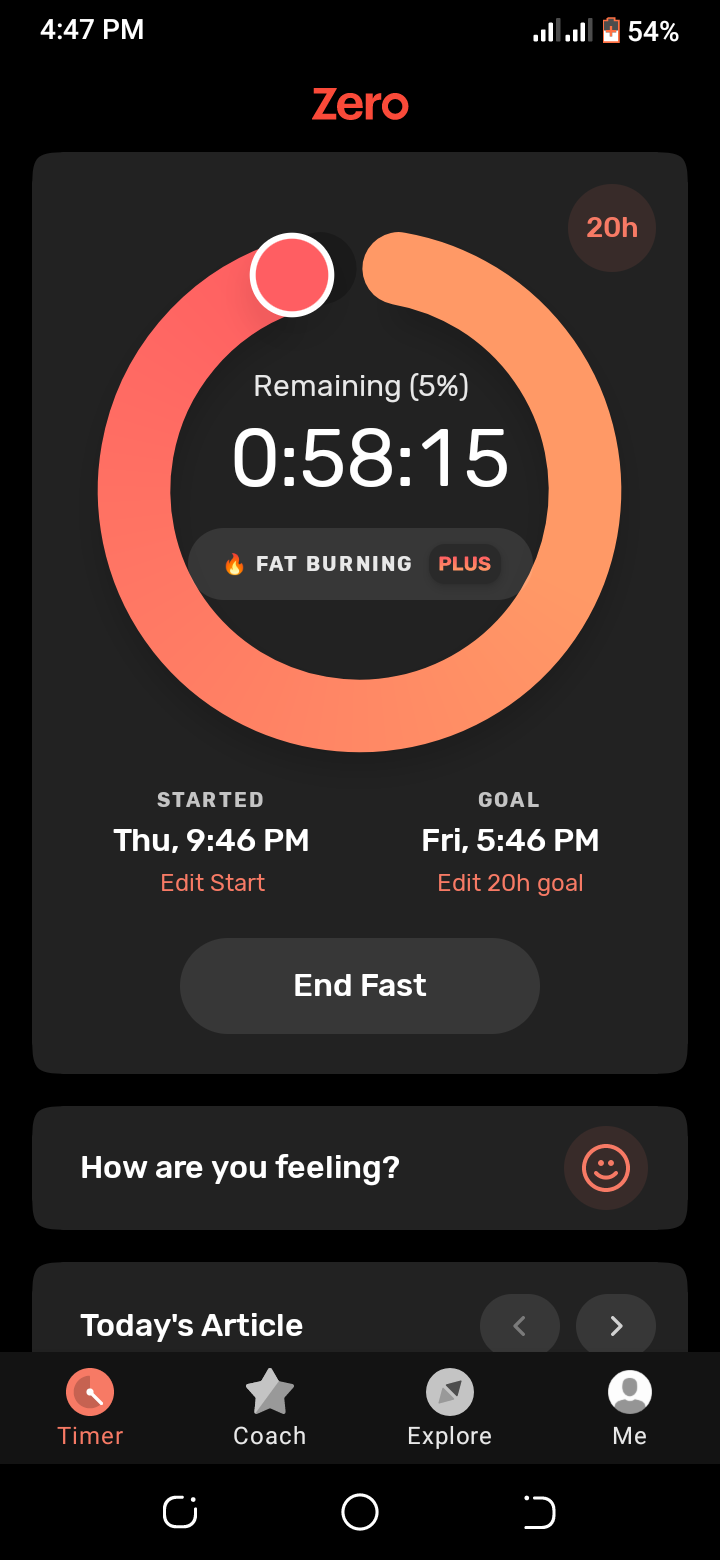 4:47 PM
54%
Zero
20h
Remaining (5%)
0:58:15
🔥 FAT BURNING PLUS
STARTED
GOAL
Thu, 9:46 PM
Fri, 5:46 PM
Edit Start
Edit 20h goal
End Fast
How are you feeling?
Today's Article
Timer
Coach
Explore
Me